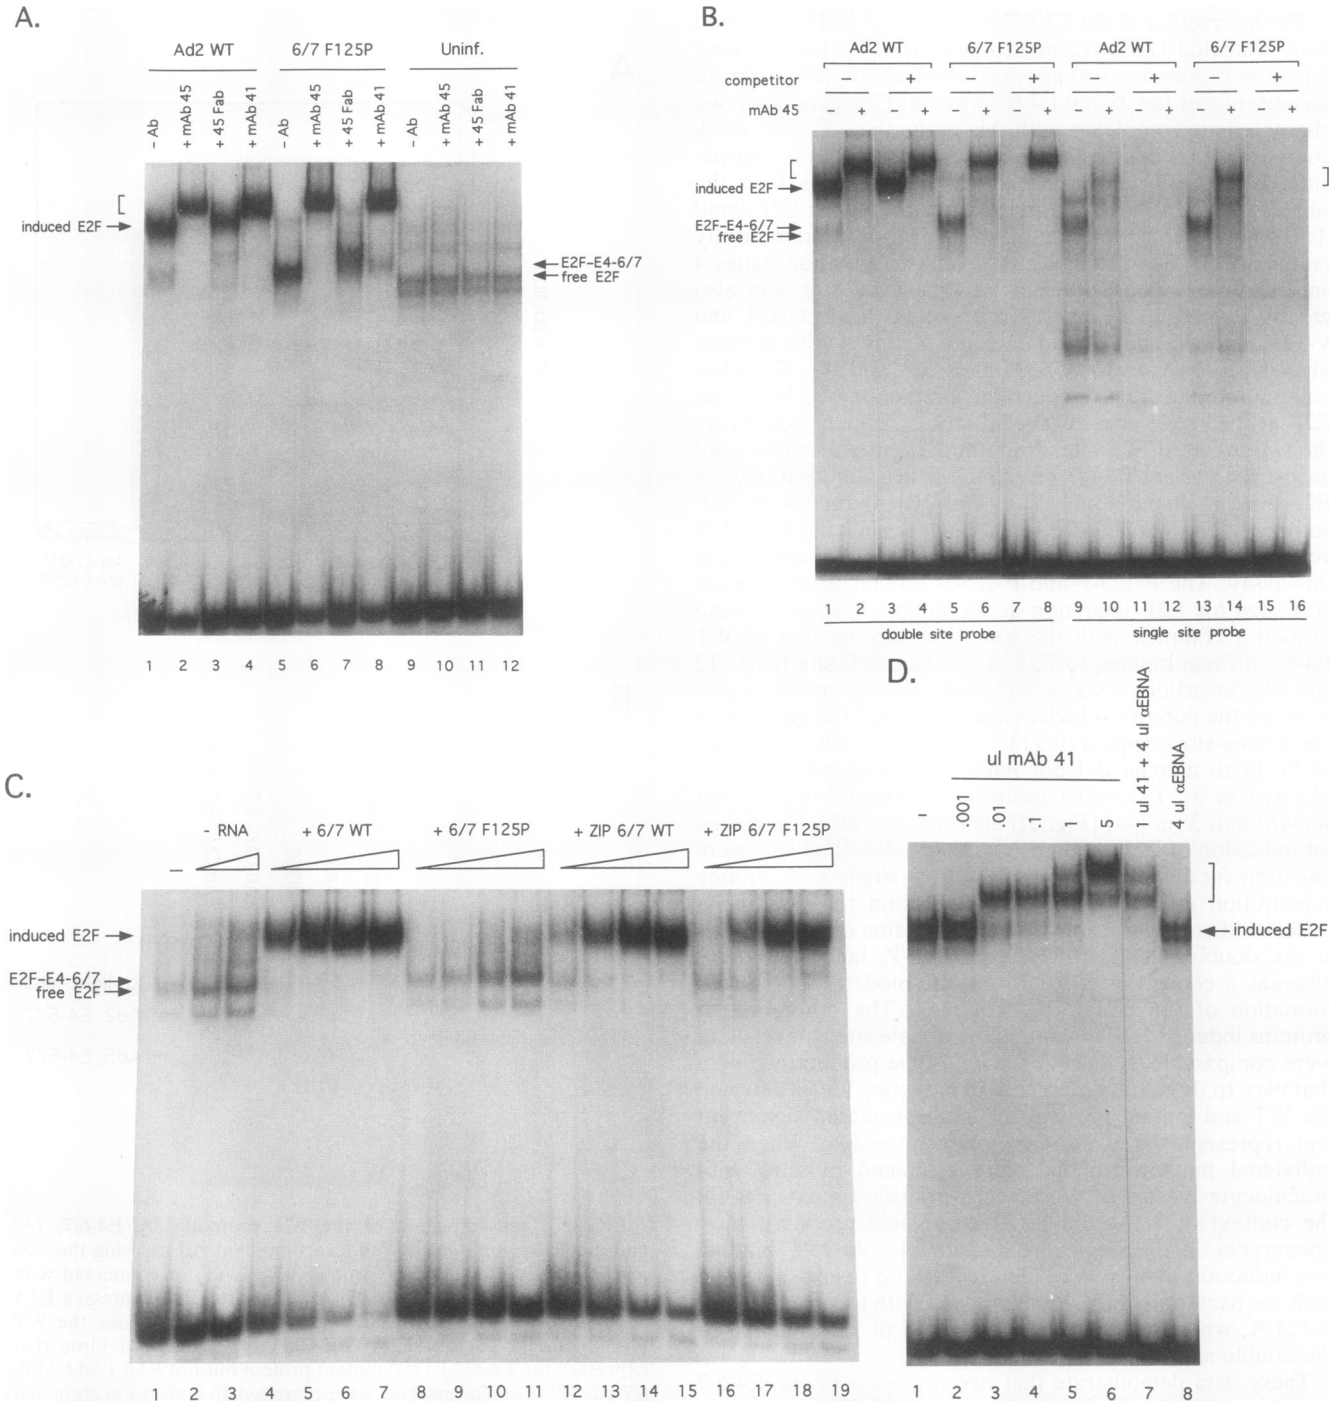 A.
Ad2 WT 6/7 F125P Uninf.
- Ab + mAb 45 + 45 Fab + mAb 41 - Ab + mAb 45 + 45 Fab + mAb 41 - Ab + mAb 45 + 45 Fab + mAb 41
induced E2F
E2F-E4-6/7
free E2F
1 2 3 4 5 6 7 8 9 10 11 12
B.
Ad2 WT 6/7 F125P Ad2 WT 6/7 F125P
competitor - + - + - + - +
mAb 45 - + - + - + - + - + - + - + - +
induced E2F
E2F-E4-6/7
free E2F
1 2 3 4 5 6 7 8 9 10 11 12 13 14 15 16
double site probe single site probe
C.
- RNA + 6/7 WT + 6/7 F125P + ZIP 6/7 WT + ZIP 6/7 F125P
-
induced E2F
E2F-E4-6/7
free E2F
1 2 3 4 5 6 7 8 9 10 11 12 13 14 15 16 17 18 19
D.
ul mAb 41
- .001 .01 .1 1 5 1 ul 41 + 4 ul αEBNA 4 ul αEBNA
induced E2F
1 2 3 4 5 6 7 8